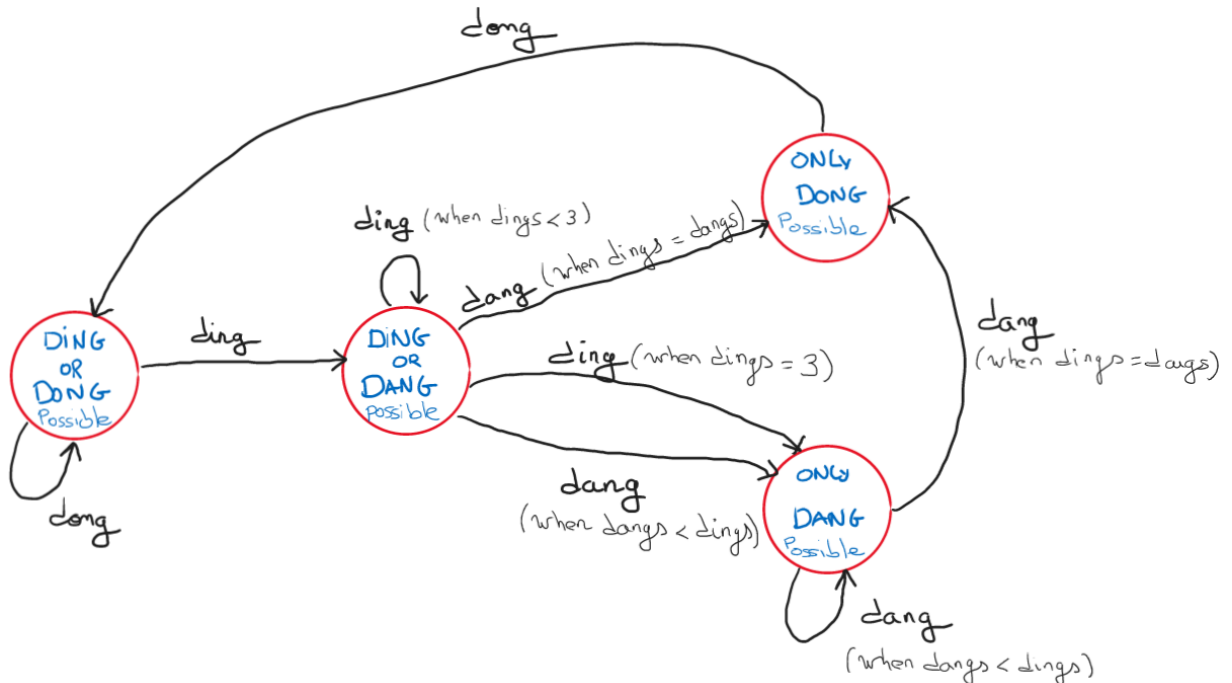 dong
ONLY
DONG
Possible
ding (when dings < 3)
dang (when dings = dangs)
DiNG
OR
DONG
Possible
ding
DiNG
OR
DANG
possible
ding (when dings = 3)
dang
(when dings = dangs)
dong
dang
(when dangs < dings)
ONLY
DANG
Possible
dang
(when dangs < dings)